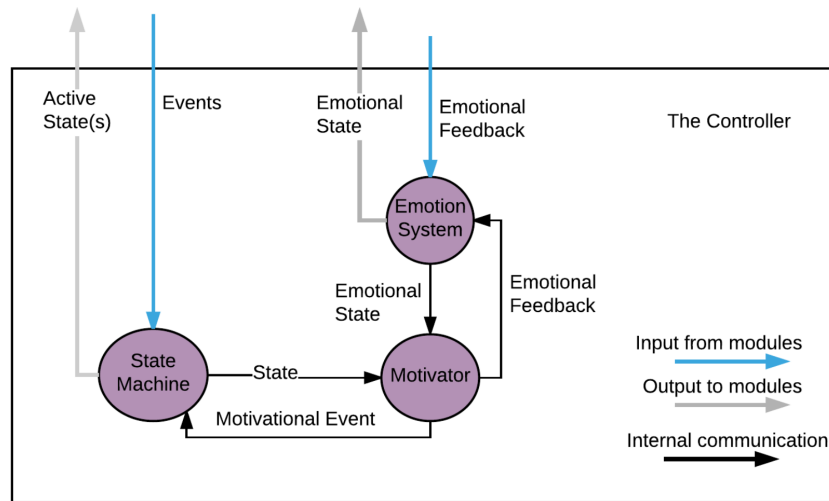 Active
State(s)
Events
Emotional
State
Emotional
Feedback
The Controller
Emotion
System
Emotional
State
Emotional
Feedback
State
Machine
State
Motivator
Motivational Event
Input from modules
Output to modules
Internal communication